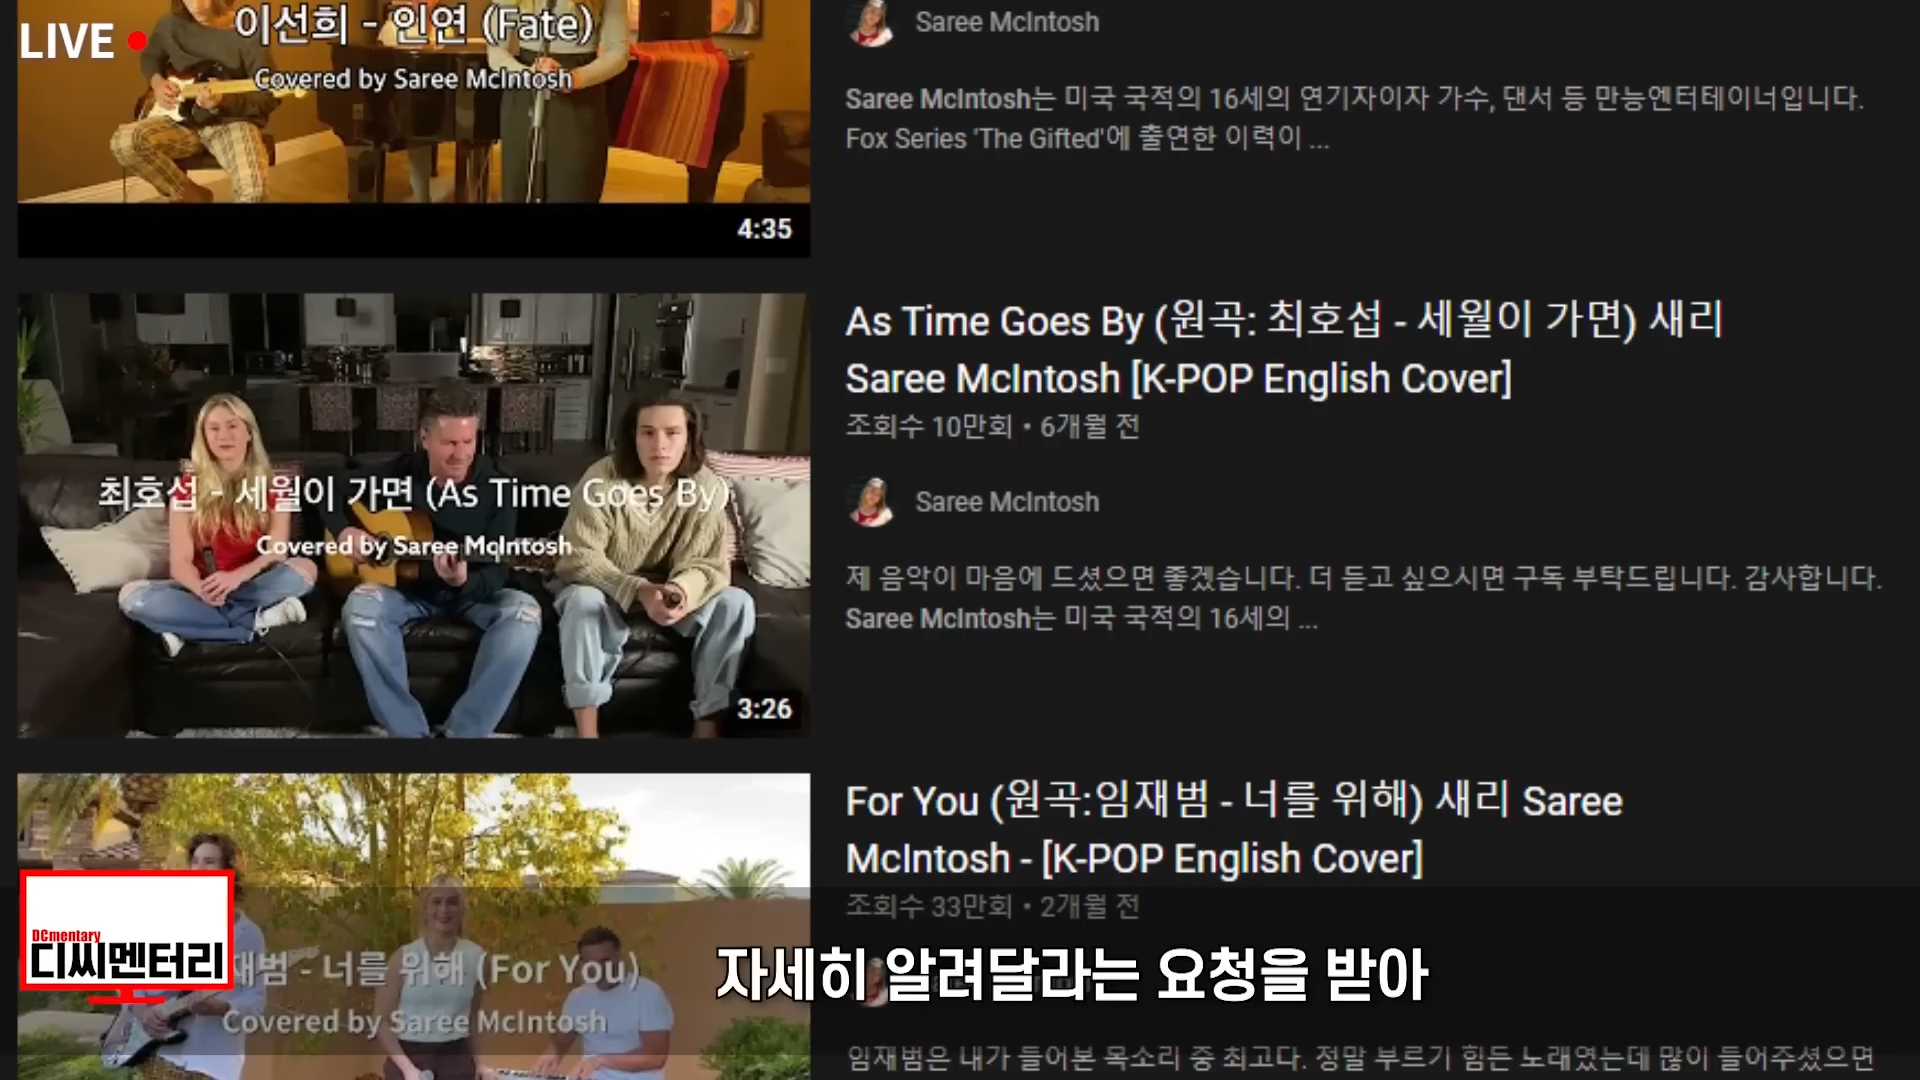 LIVE
이선희 - 인연 (Fate)
Covered by Saree McIntosh
4:35
Saree McIntosh
Saree McIntosh는 미국 국적의 16세의 연기자이자 가수, 댄서 등 만능엔터테이너입니다.
Fox Series 'The Gifted'에 출연한 이력이 ...
최호섭 - 세월이 가면 (As Time Goes By)
Covered by Saree McIntosh
3:26
As Time Goes By (원곡: 최호섭 - 세월이 가면) 새리
Saree McIntosh [K-POP English Cover]
조회수 10만회 • 6개월 전
Saree McIntosh
제 음악이 마음에 드셨으면 좋겠습니다. 더 듣고 싶으시면 구독 부탁드립니다. 감사합니다.
Saree McIntosh는 미국 국적의 16세의 ...
For You (원곡:임재범 - 너를 위해) 새리 Saree
McIntosh - [K-POP English Cover]
조회수 33만회 • 2개월 전
DCmentary
디씨멘터리
재범 - 너를 위해 (For You)
Covered by Saree McIntosh
자세히 알려달라는 요청을 받아
임재범은 내가 들어본 목소리 중 최고다. 정말 부르기 힘든 노래였는데 많이 들어주셨으면